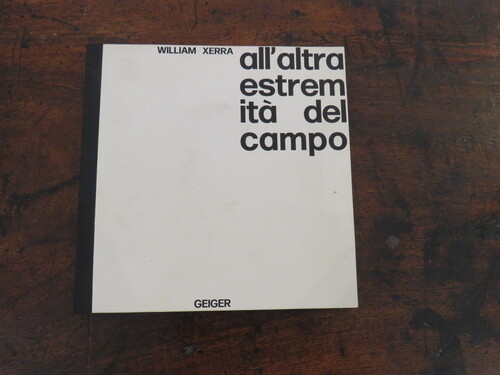 WILLIAM XERRA
all'altra
estrem
ità del
campo
GEIGER